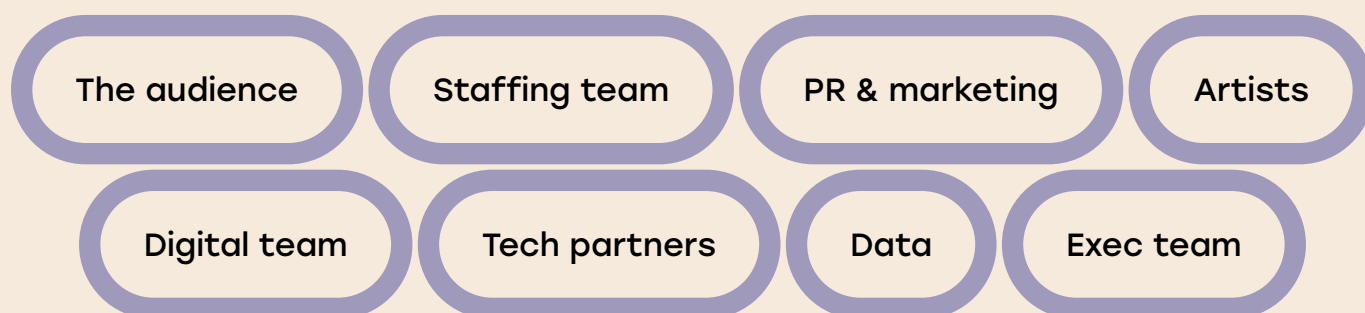 The audience Staffing team PR & marketing Artists
Digital team Tech partners Data Exec team